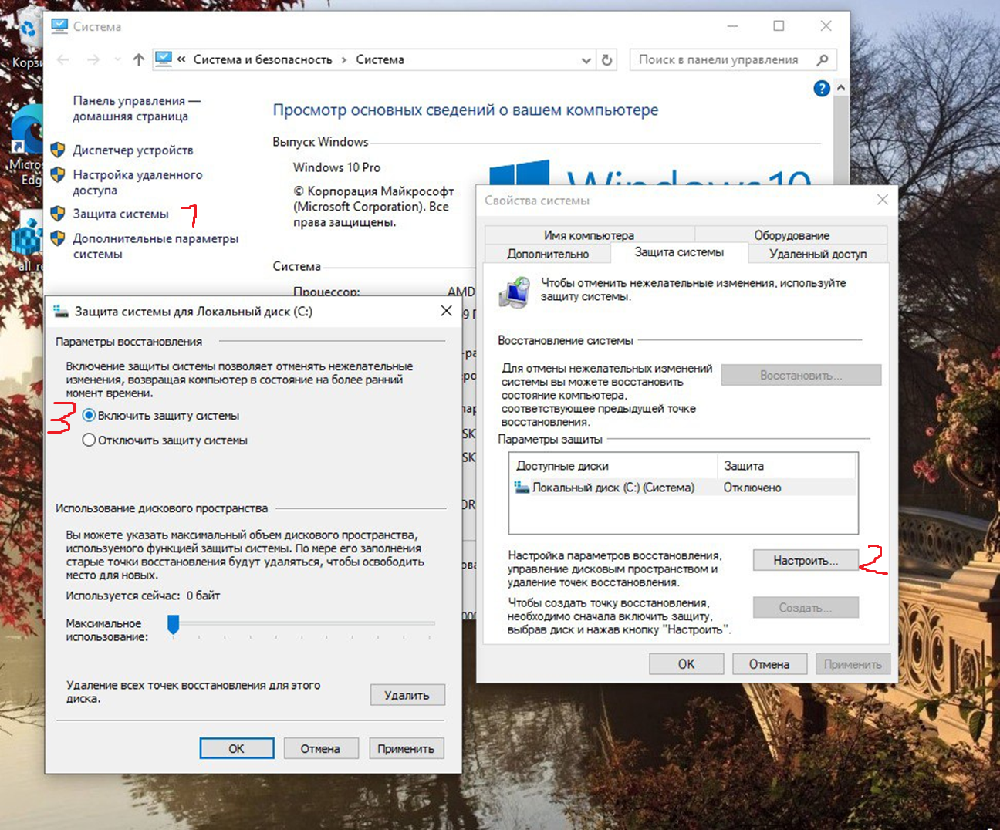 Корзи
Micros
Edg
all_re
Система
« Система и безопасность › Система
Поиск в панели управления
?
Панель управления —
домашняя страница
Диспетчер устройств
Настройка удаленного
доступа
Защита системы 1
Дополнительные параметры
системы
Просмотр основных сведений о вашем компьютере
Выпуск Windows
Windows 10 Pro
© Корпорация Майкрософт
(Microsoft Corporation). Все
права защищены.
Windows 10
Система
Процессор: AMD
Защита системы для Локальный диск (C:)
Параметры восстановления
Включение защиты системы позволяет отменять нежелательные
изменения, возвращая компьютер в состояние на более ранний
момент времени.
3 Включить защиту системы
Отключить защиту системы
Использование дискового пространства
Вы можете указать максимальный объем дискового пространства,
используемого функцией защиты системы. По мере его заполнения
старые точки восстановления будут удаляться, чтобы освободить
место для новых.
Используется сейчас: 0 байт
Максимальное
использование:
Удаление всех точек восстановления для этого
диска.
Удалить
OK Отмена Применить
Свойства системы
Имя компьютера Оборудование
Дополнительно Защита системы Удаленный доступ
Чтобы отменить нежелательные изменения, используйте
защиту системы.
Восстановление системы
Для отмены нежелательных изменений
системы вы можете восстановить
состояние компьютера,
соответствующее предыдущей точке
восстановления.
Восстановить...
Параметры защиты
Доступные диски Защита
Локальный диск (C:) (Система) Отключено
Настройка параметров восстановления,
управление дисковым пространством и
удаление точек восстановления.
Настроить... 2
Чтобы создать точку восстановления,
необходимо сначала включить защиту,
выбрав диск и нажав кнопку "Настроить".
Создать...
OK Отмена Применить